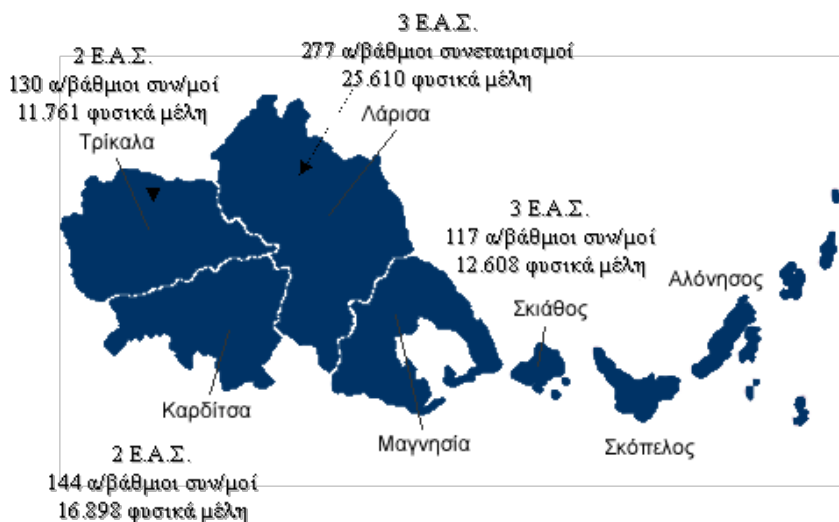 3 Ε.Α.Σ.
277 α/βάθμιοι συνεταιρισμοί
25.610 φυσικά μέλη
2 Ε.Α.Σ.
130 α/βάθμιοι συν/μοί
11.761 φυσικά μέλη
Τρίκαλα
Λάρισα
3 Ε.Α.Σ.
117 α/βάθμιοι συν/μοί
12.608 φυσικά μέλη
Αλόνησος
Σκιάθος
Καρδίτσα
Μαγνησία
Σκόπελος
2 Ε.Α.Σ.
144 α/βάθμιοι συν/μοί
16.898 φυσικά μέλη